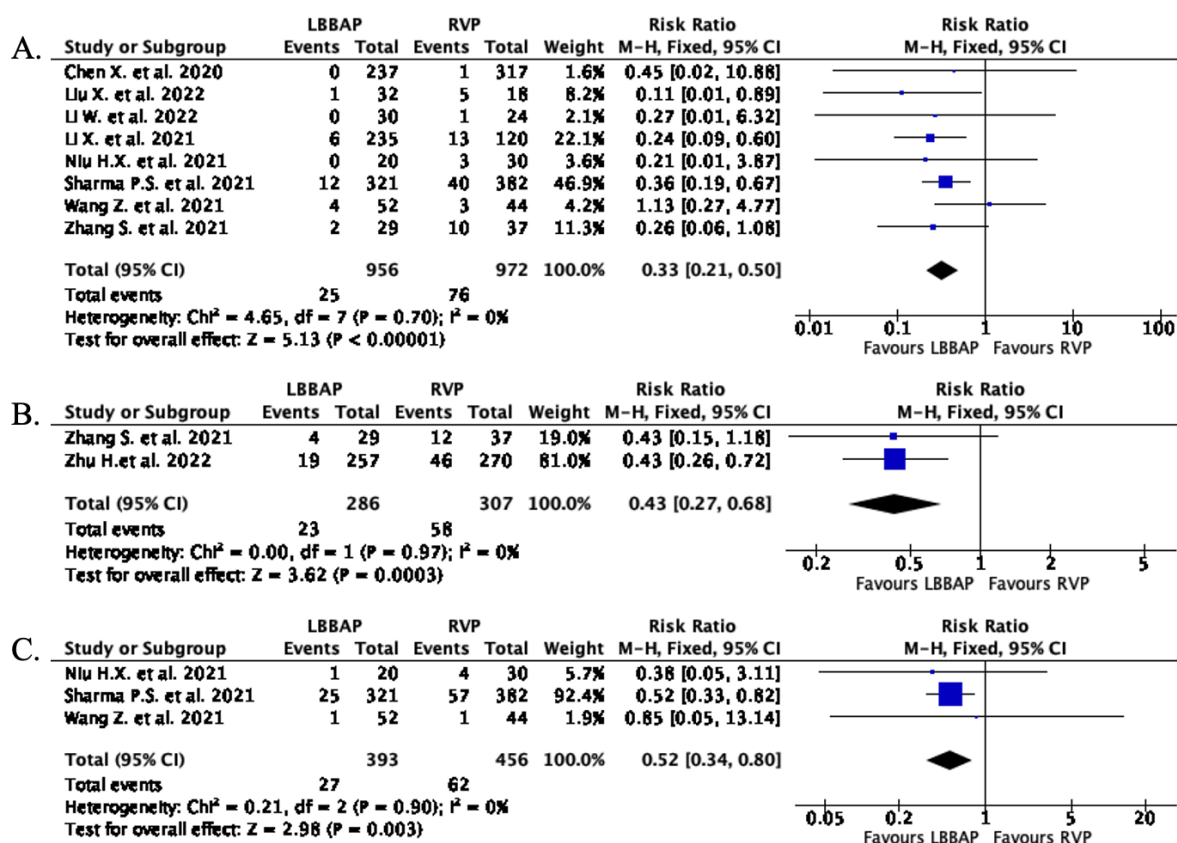 A.
LBBAP RVP Risk Ratio Risk Ratio
Study or Subgroup Events Total Events Total Weight M-H, Fixed, 95% CI M-H, Fixed, 95% CI
Chen X. et al. 2020 0 237 1 317 1.6% 0.45 [0.02, 10.88]
Liu X. et al. 2022 1 32 5 18 8.2% 0.11 [0.01, 0.89]
Li W. et al. 2022 0 30 1 24 2.1% 0.27 [0.01, 6.32]
Li X. et al. 2021 6 235 13 120 22.1% 0.24 [0.09, 0.60]
Niu H.X. et al. 2021 0 20 3 30 3.6% 0.21 [0.01, 3.87]
Sharma P.S. et al. 2021 12 321 40 382 46.9% 0.36 [0.19, 0.67]
Wang Z. et al. 2021 4 52 3 44 4.2% 1.13 [0.27, 4.77]
Zhang S. et al. 2021 2 29 10 37 11.3% 0.26 [0.06, 1.08]
Total (95% CI) 956 972 100.0% 0.33 [0.21, 0.50]
Total events 25 76
Heterogeneity: Chi² = 4.65, df = 7 (P = 0.70); I² = 0%
Test for overall effect: Z = 5.13 (P < 0.00001)
0.01 0.1 1 10 100
Favours LBBAP Favours RVP
B.
LBBAP RVP Risk Ratio Risk Ratio
Study or Subgroup Events Total Events Total Weight M-H, Fixed, 95% CI M-H, Fixed, 95% CI
Zhang S. et al. 2021 4 29 12 37 19.0% 0.43 [0.15, 1.18]
Zhu H.et al. 2022 19 257 46 270 81.0% 0.43 [0.26, 0.72]
Total (95% CI) 286 307 100.0% 0.43 [0.27, 0.68]
Total events 23 58
Heterogeneity: Chi² = 0.00, df = 1 (P = 0.97); I² = 0%
Test for overall effect: Z = 3.62 (P = 0.0003)
0.2 0.5 1 2 5
Favours LBBAP Favours RVP
C.
LBBAP RVP Risk Ratio Risk Ratio
Study or Subgroup Events Total Events Total Weight M-H, Fixed, 95% CI M-H, Fixed, 95% CI
Niu H.X. et al. 2021 1 20 4 30 5.7% 0.38 [0.05, 3.11]
Sharma P.S. et al. 2021 25 321 57 382 92.4% 0.52 [0.33, 0.82]
Wang Z. et al. 2021 1 52 1 44 1.9% 0.85 [0.05, 13.14]
Total (95% CI) 393 456 100.0% 0.52 [0.34, 0.80]
Total events 27 62
Heterogeneity: Chi² = 0.21, df = 2 (P = 0.90); I² = 0%
Test for overall effect: Z = 2.98 (P = 0.003)
0.05 0.2 1 5 20
Favours LBBAP Favours RVP